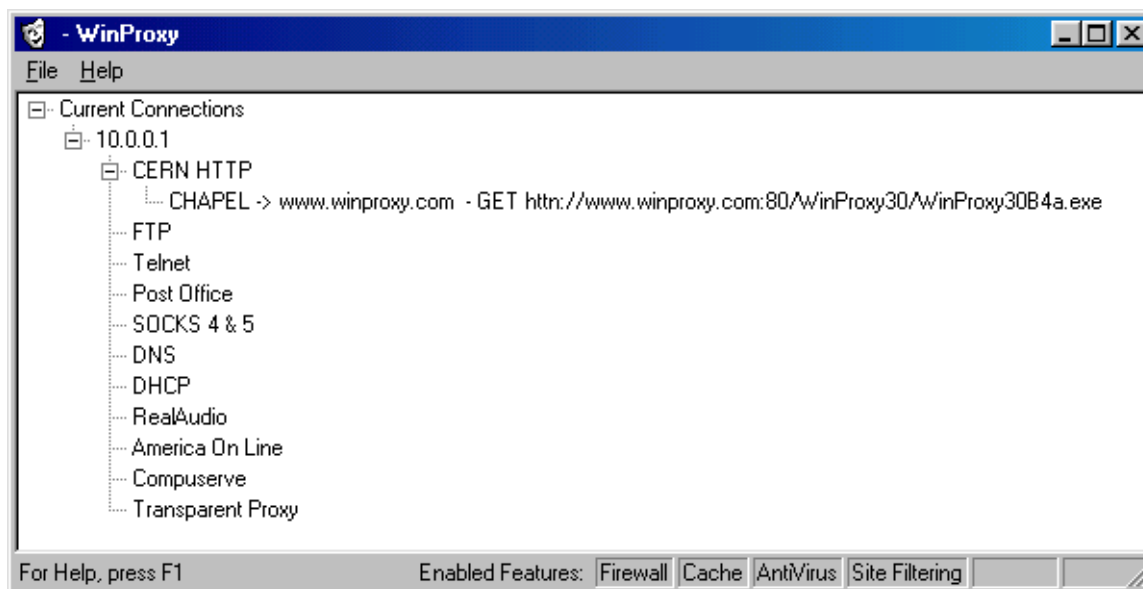 - WinProxy
File Help
Current Connections
10.0.0.1
CERN HTTP
CHAPEL -> www.winproxy.com - GET httn://www.winproxy.com:80/WinProxy30/WinProxy30B4a.exe
FTP
Telnet
Post Office
SOCKS 4 & 5
DNS
DHCP
RealAudio
America On Line
Compuserve
Transparent Proxy
For Help, press F1 Enabled Features: Firewall Cache AntiVirus Site Filtering